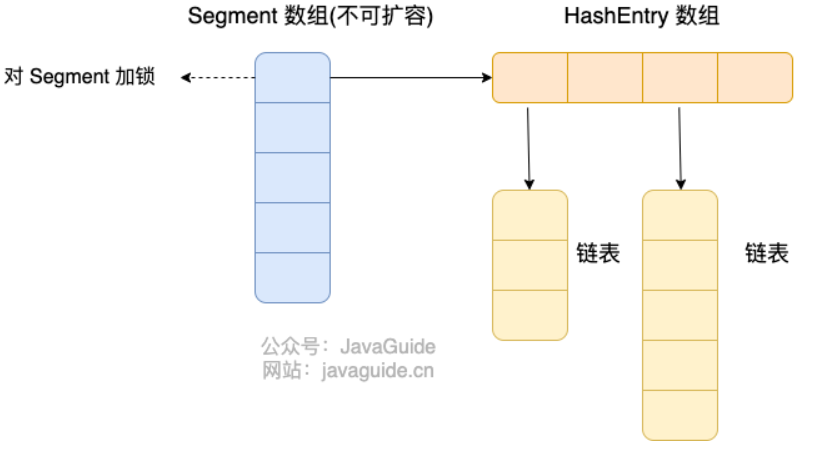 Segment 数组(不可扩容)
HashEntry 数组
对 Segment 加锁
链表
链表
公众号：JavaGuide
网站：javaguide.cn